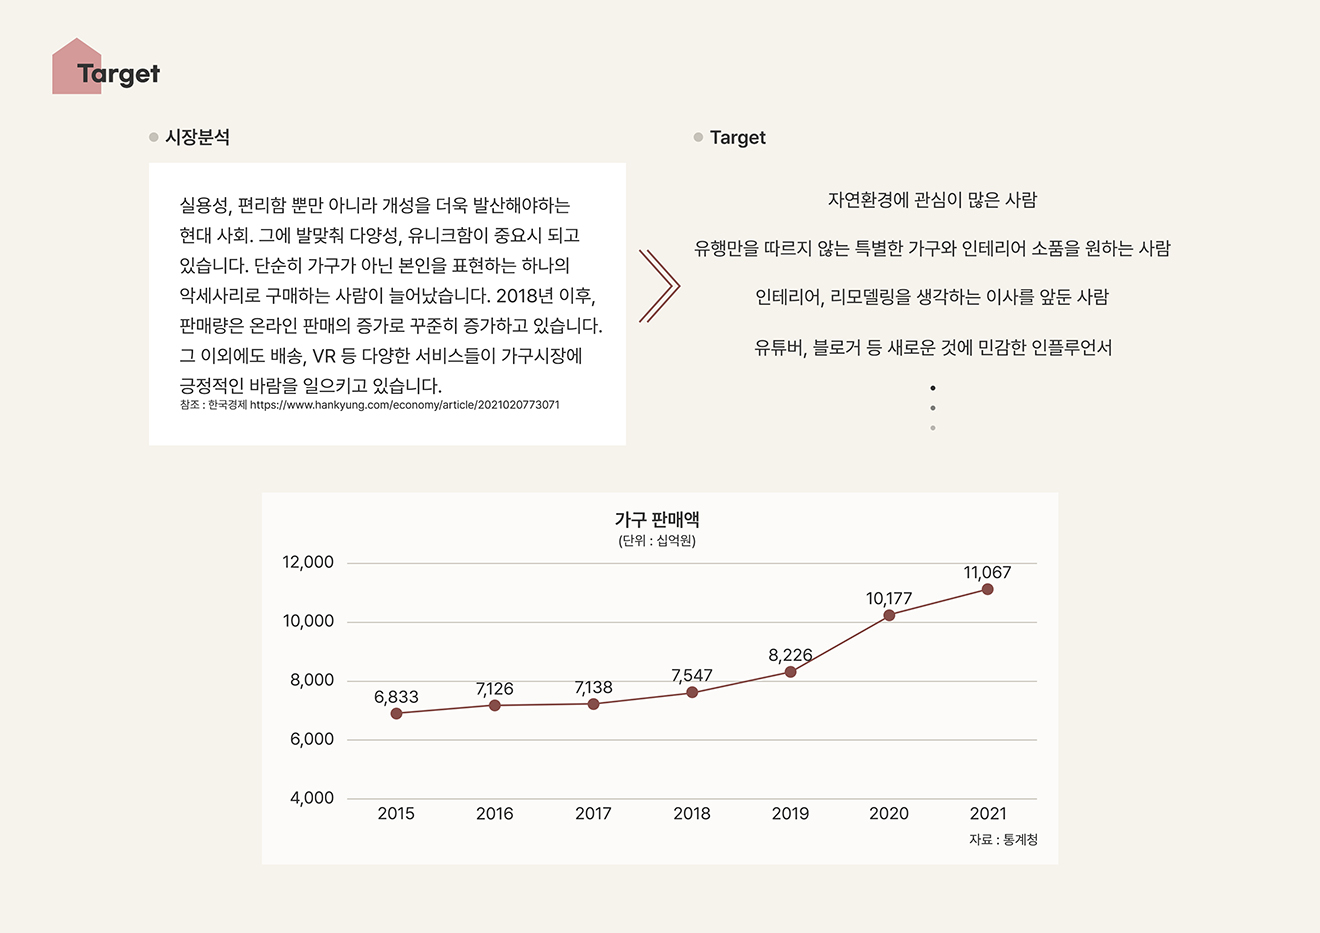 Target
시장분석
실용성, 편리함 뿐만 아니라 개성을 더욱 발산해야하는
현대 사회. 그에 발맞춰 다양성, 유니크함이 중요시 되고
있습니다. 단순히 가구가 아닌 본인을 표현하는 하나의
악세사리로 구매하는 사람이 늘어났습니다. 2018년 이후,
판매량은 온라인 판매의 증가로 꾸준히 증가하고 있습니다.
그 이외에도 배송, VR 등 다양한 서비스들이 가구시장에
긍정적인 바람을 일으키고 있습니다.
참조 : 한국경제 https://www.hankyung.com/economy/article/2021020773071
Target
자연환경에 관심이 많은 사람
유행만을 따르지 않는 특별한 가구와 인테리어 소품을 원하는 사람
인테리어, 리모델링을 생각하는 이사를 앞둔 사람
유튜버, 블로거 등 새로운 것에 민감한 인플루언서
가구 판매액
(단위 : 십억원)
12,000
10,000
8,000
6,000
4,000
6,833
7,126
7,138
7,547
8,226
10,177
11,067
2015 2016 2017 2018 2019 2020 2021
자료 : 통계청